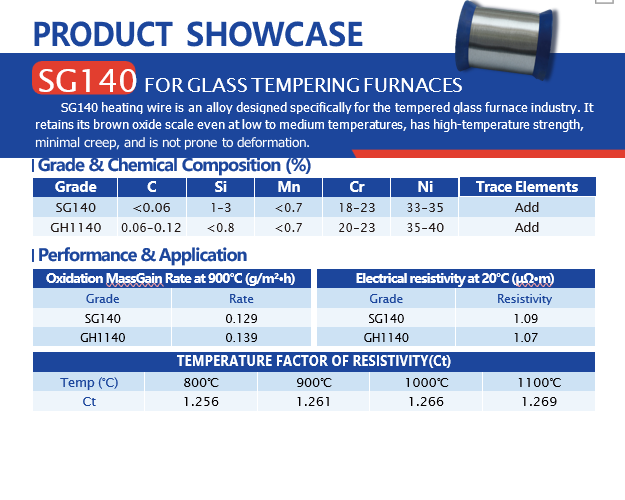 PRODUCT SHOWCASE
SG140 FOR GLASS TEMPERING FURNACES
SG140 heating wire is an alloy designed specifically for the tempered glass furnace industry. It
retains its brown oxide scale even at low to medium temperatures, has high-temperature strength,
minimal creep, and is not prone to deformation.
Grade & Chemical Composition (%)
Grade C Si Mn Cr Ni Trace Elements
SG140 <0.06 1-3 <0.7 18-23 33-35 Add
GH1140 0.06-0.12 <0.8 <0.7 20-23 35-40 Add
Performance & Application
Oxidation MassGain Rate at 900℃ (g/m²•h) Electrical resistivity at 20℃ (μΩ•m)
Grade Rate Grade Resistivity
SG140 0.129 SG140 1.09
GH1140 0.139 GH1140 1.07
TEMPERATURE FACTOR OF RESISTIVITY(Ct)
Temp (℃) 800℃ 900℃ 1000℃ 1100℃
Ct 1.256 1.261 1.266 1.269